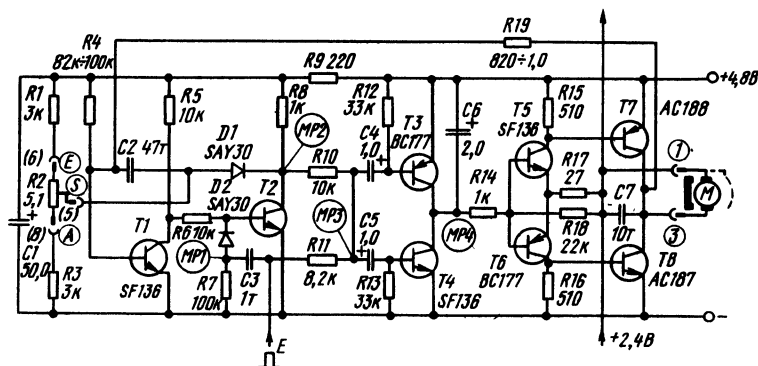 R4
82к÷100к
R19
820÷1,0
R9 220
+4,8В
R1
3к
R5
10к
R8
1к
R12
33к
T3
BC177
C6
2,0
R15
510
T5
SF136
T7
AC188
(6)
E
C2 47т
D1
SAY30
MP2
C4
1,0
+
R2
5,1
S
(5)
(8)
A
D2
SAY30
T2
R10
10к
R14
1к
R17
27
C7
10т
1
M
3
T1
SF136
R6 10к
MP1
MP3
C5
1,0
+
MP4
R18
22к
+
C1
50,0
R3
3к
R7
100к
C3
1т
R11
8,2к
R13
33к
T4
SF136
T6
BC177
R16
510
T8
AC187
E
+2,4В
−